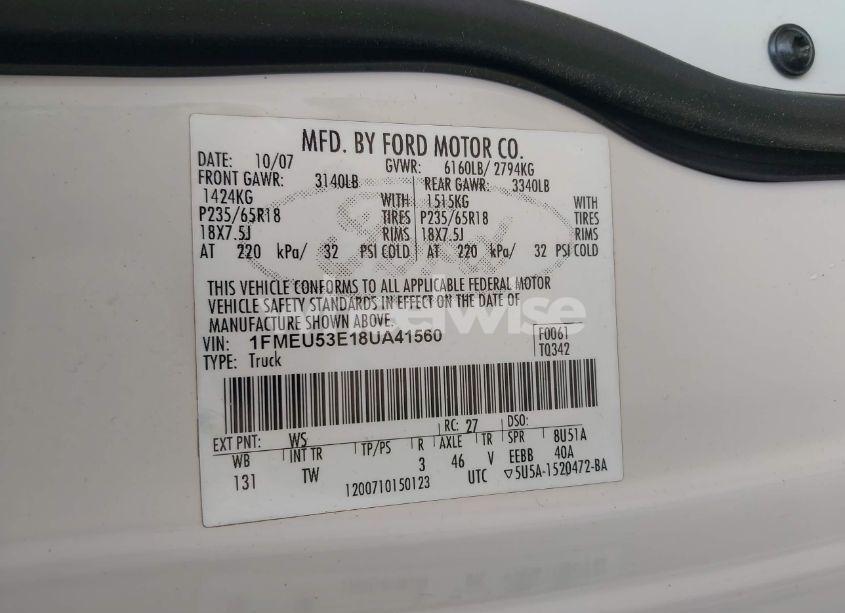 MFD. BY FORD MOTOR CO.
DATE: 10/07 GVWR: 6160LB/ 2794KG
FRONT GAWR: 3140LB REAR GAWR: 3340LB
1424KG WITH 1515KG WITH
P235/65R18 TIRES P235/65R18 TIRES
18X7.5J RIMS 18X7.5J RIMS
AT 220 kPa/ 32 PSI COLD AT 220 kPa/ 32 PSI COLD
THIS VEHICLE CONFORMS TO ALL APPLICABLE FEDERAL MOTOR
VEHICLE SAFETY STANDARDS IN EFFECT ON THE DATE OF
MANUFACTURE SHOWN ABOVE.
VIN: 1FMEU53E18UA41560 F0061
TYPE: Truck TQ342
EXT PNT: WS RC: 27 DSO:
WB INT TR TP/PS R AXLE TR SPR 8U51A
131 TW 3 46 V EEBB 40A
1200710150123 UTC ▽5U5A-1520472-BA